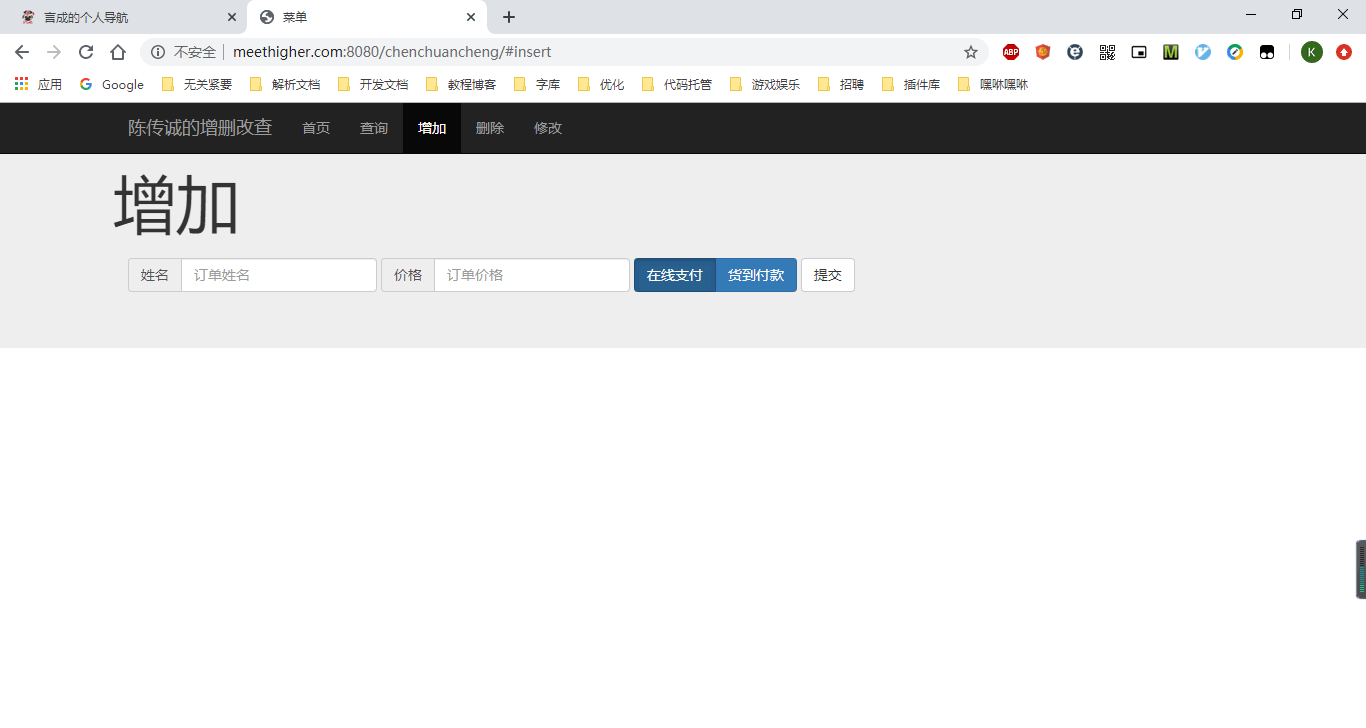 言成的个人导航
菜单
不安全 meethigher.com:8080/chenchuancheng/#insert
ABP
M
K
应用 Google 无关紧要 解析文档 开发文档 教程博客 字库 优化 代码托管 游戏娱乐 招聘 插件库 嘿咻嘿咻
陈传诚的增删改查 首页 查询 增加 删除 修改
增加
姓名 订单姓名 价格 订单价格 在线支付 货到付款 提交